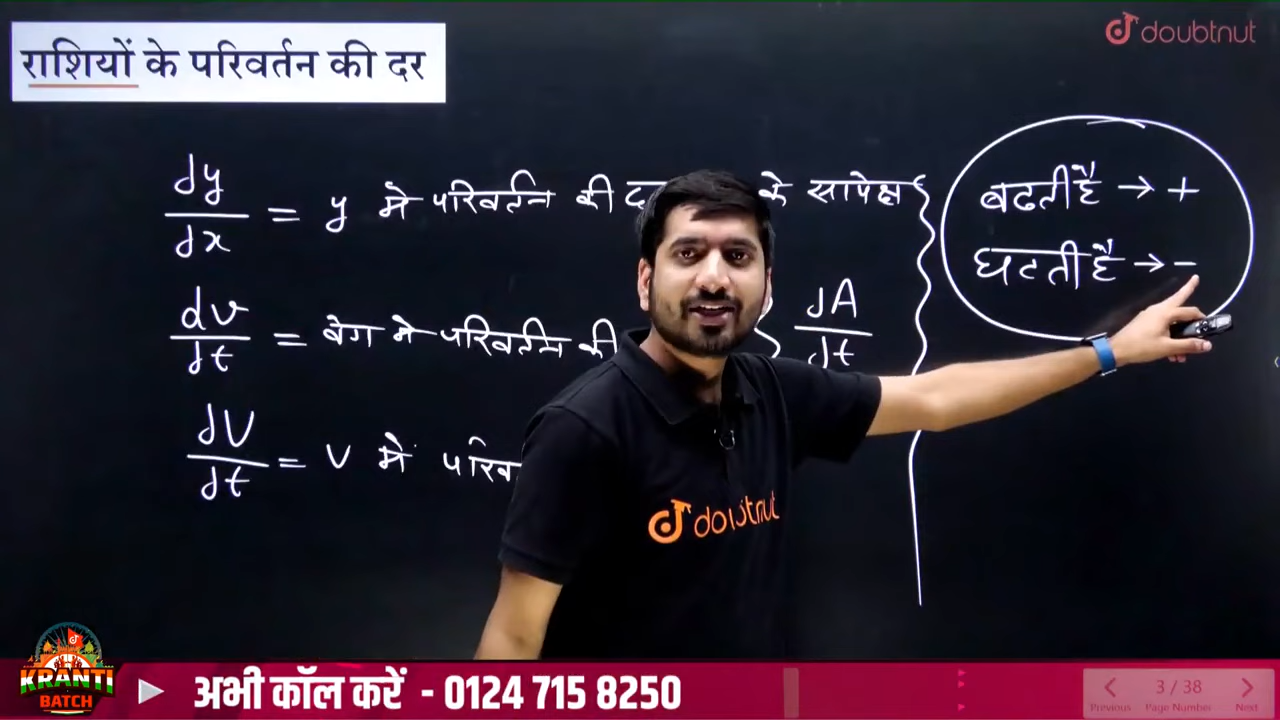 राशियों के परिवर्तन की दर
doubtnut
dy/dx = y मे परिवर्तन की के सापेक्ष
dv/dt = वेग मे परिवर्तन की
dA/dt
dV/dt = V मे
बढती है → +
घटती है → -
doubtnut
KRANTI
BATCH
अभी कॉल करें - 0124 715 8250
3 / 38
Previous Page Number Next